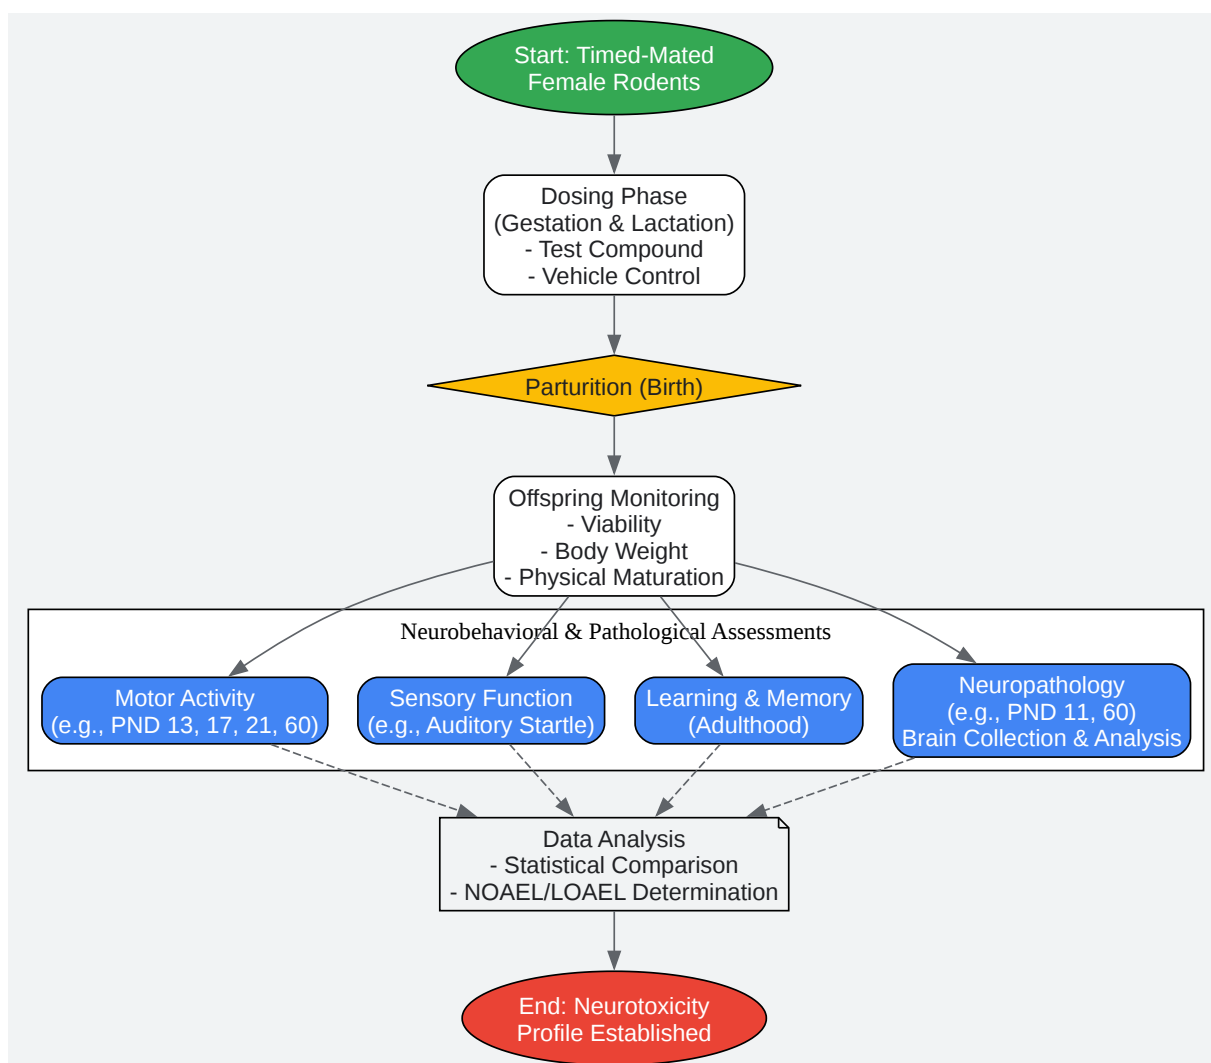 Start: Timed-Mated
Female Rodents
Dosing Phase
(Gestation & Lactation)
- Test Compound
- Vehicle Control
Parturition (Birth)
Offspring Monitoring
- Viability
- Body Weight
- Physical Maturation
Neurobehavioral & Pathological Assessments
Motor Activity
(e.g., PND 13, 17, 21, 60)
Sensory Function
(e.g., Auditory Startle)
Learning & Memory
(Adulthood)
Neuropathology
(e.g., PND 11, 60)
Brain Collection & Analysis
Data Analysis
- Statistical Comparison
- NOAEL/LOAEL Determination
End: Neurotoxicity
Profile Established